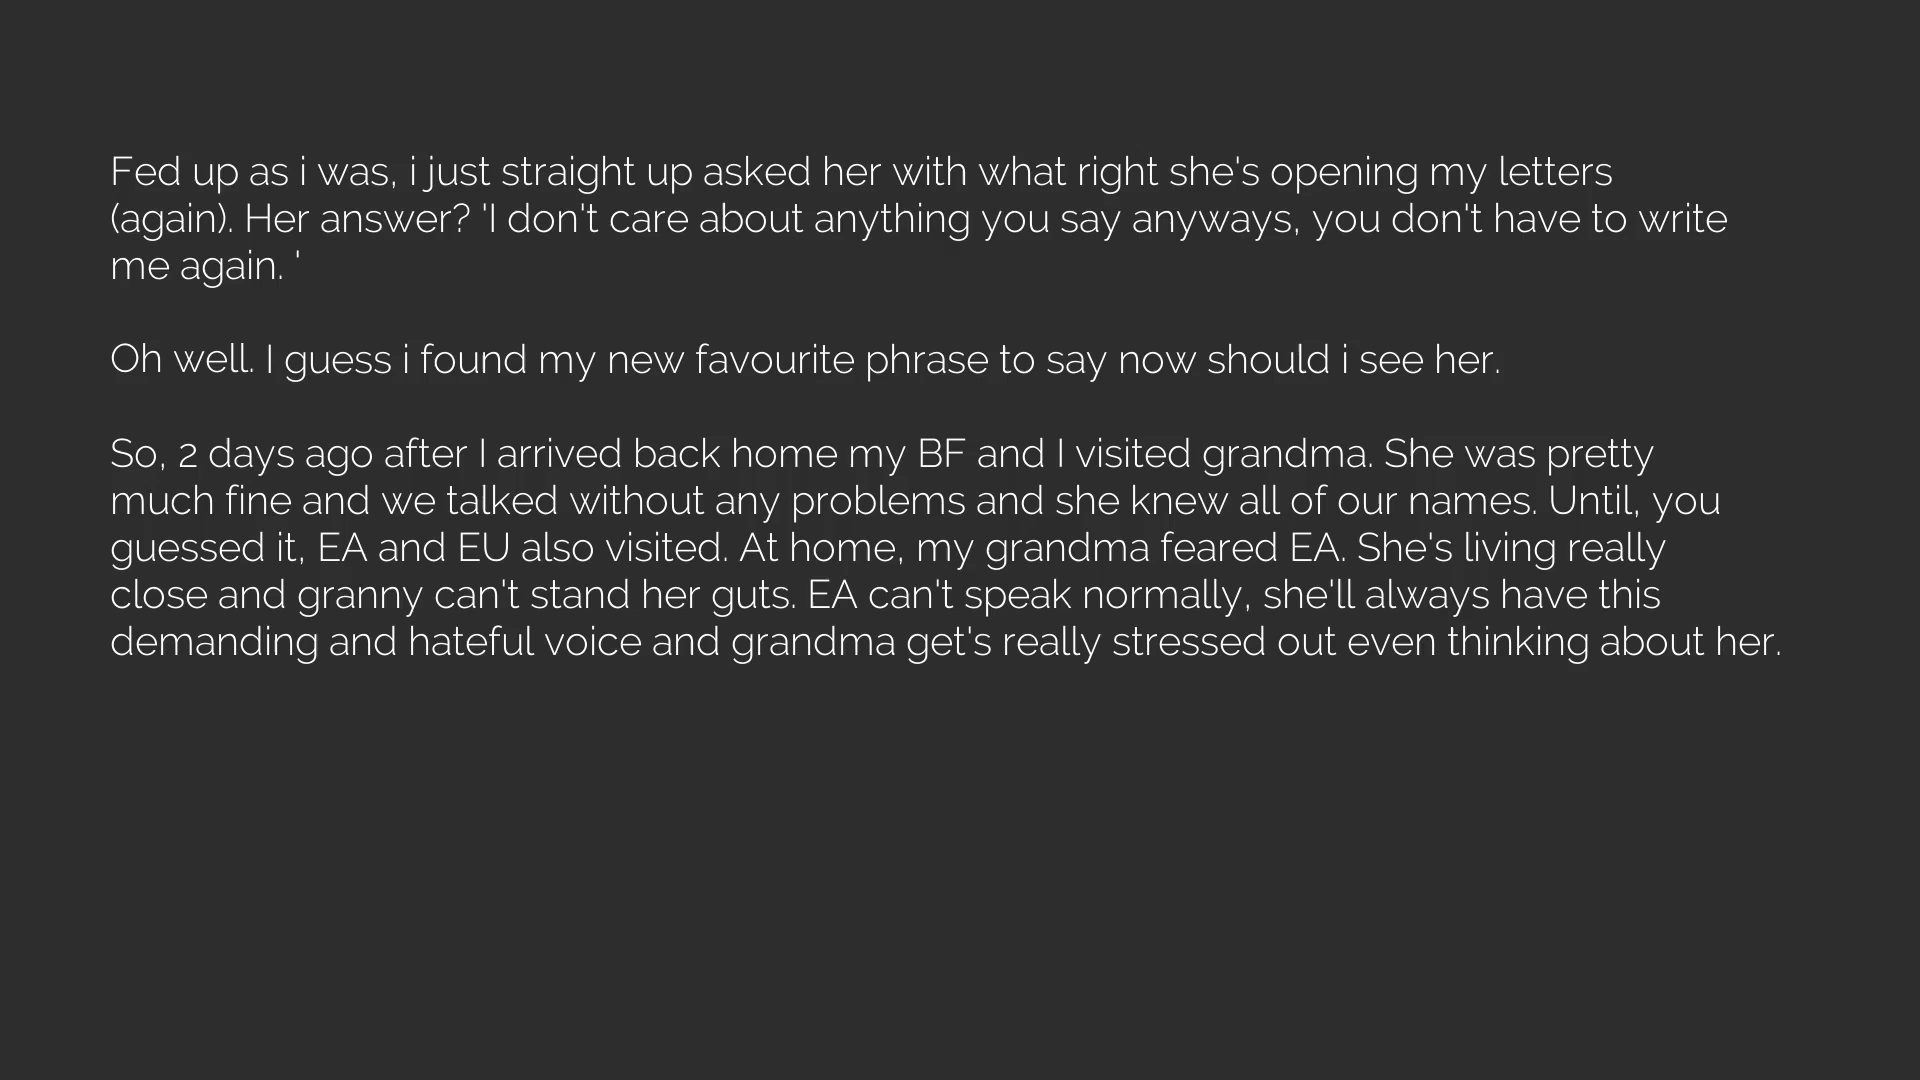 Fed up as i was, i just straight up asked her with what right she's opening my letters
(again). Her answer? 'I don't care about anything you say anyways, you don't have to write
me again. '
Oh well. I guess i found my new favourite phrase to say now should i see her.
So, 2 days ago after I arrived back home my BF and I visited grandma. She was pretty
much fine and we talked without any problems and she knew all of our names. Until, you
guessed it, EA and EU also visited. At home, my grandma feared EA. She's living really
close and granny can't stand her guts. EA can't speak normally, she'll always have this
demanding and hateful voice and grandma get's really stressed out even thinking about her.